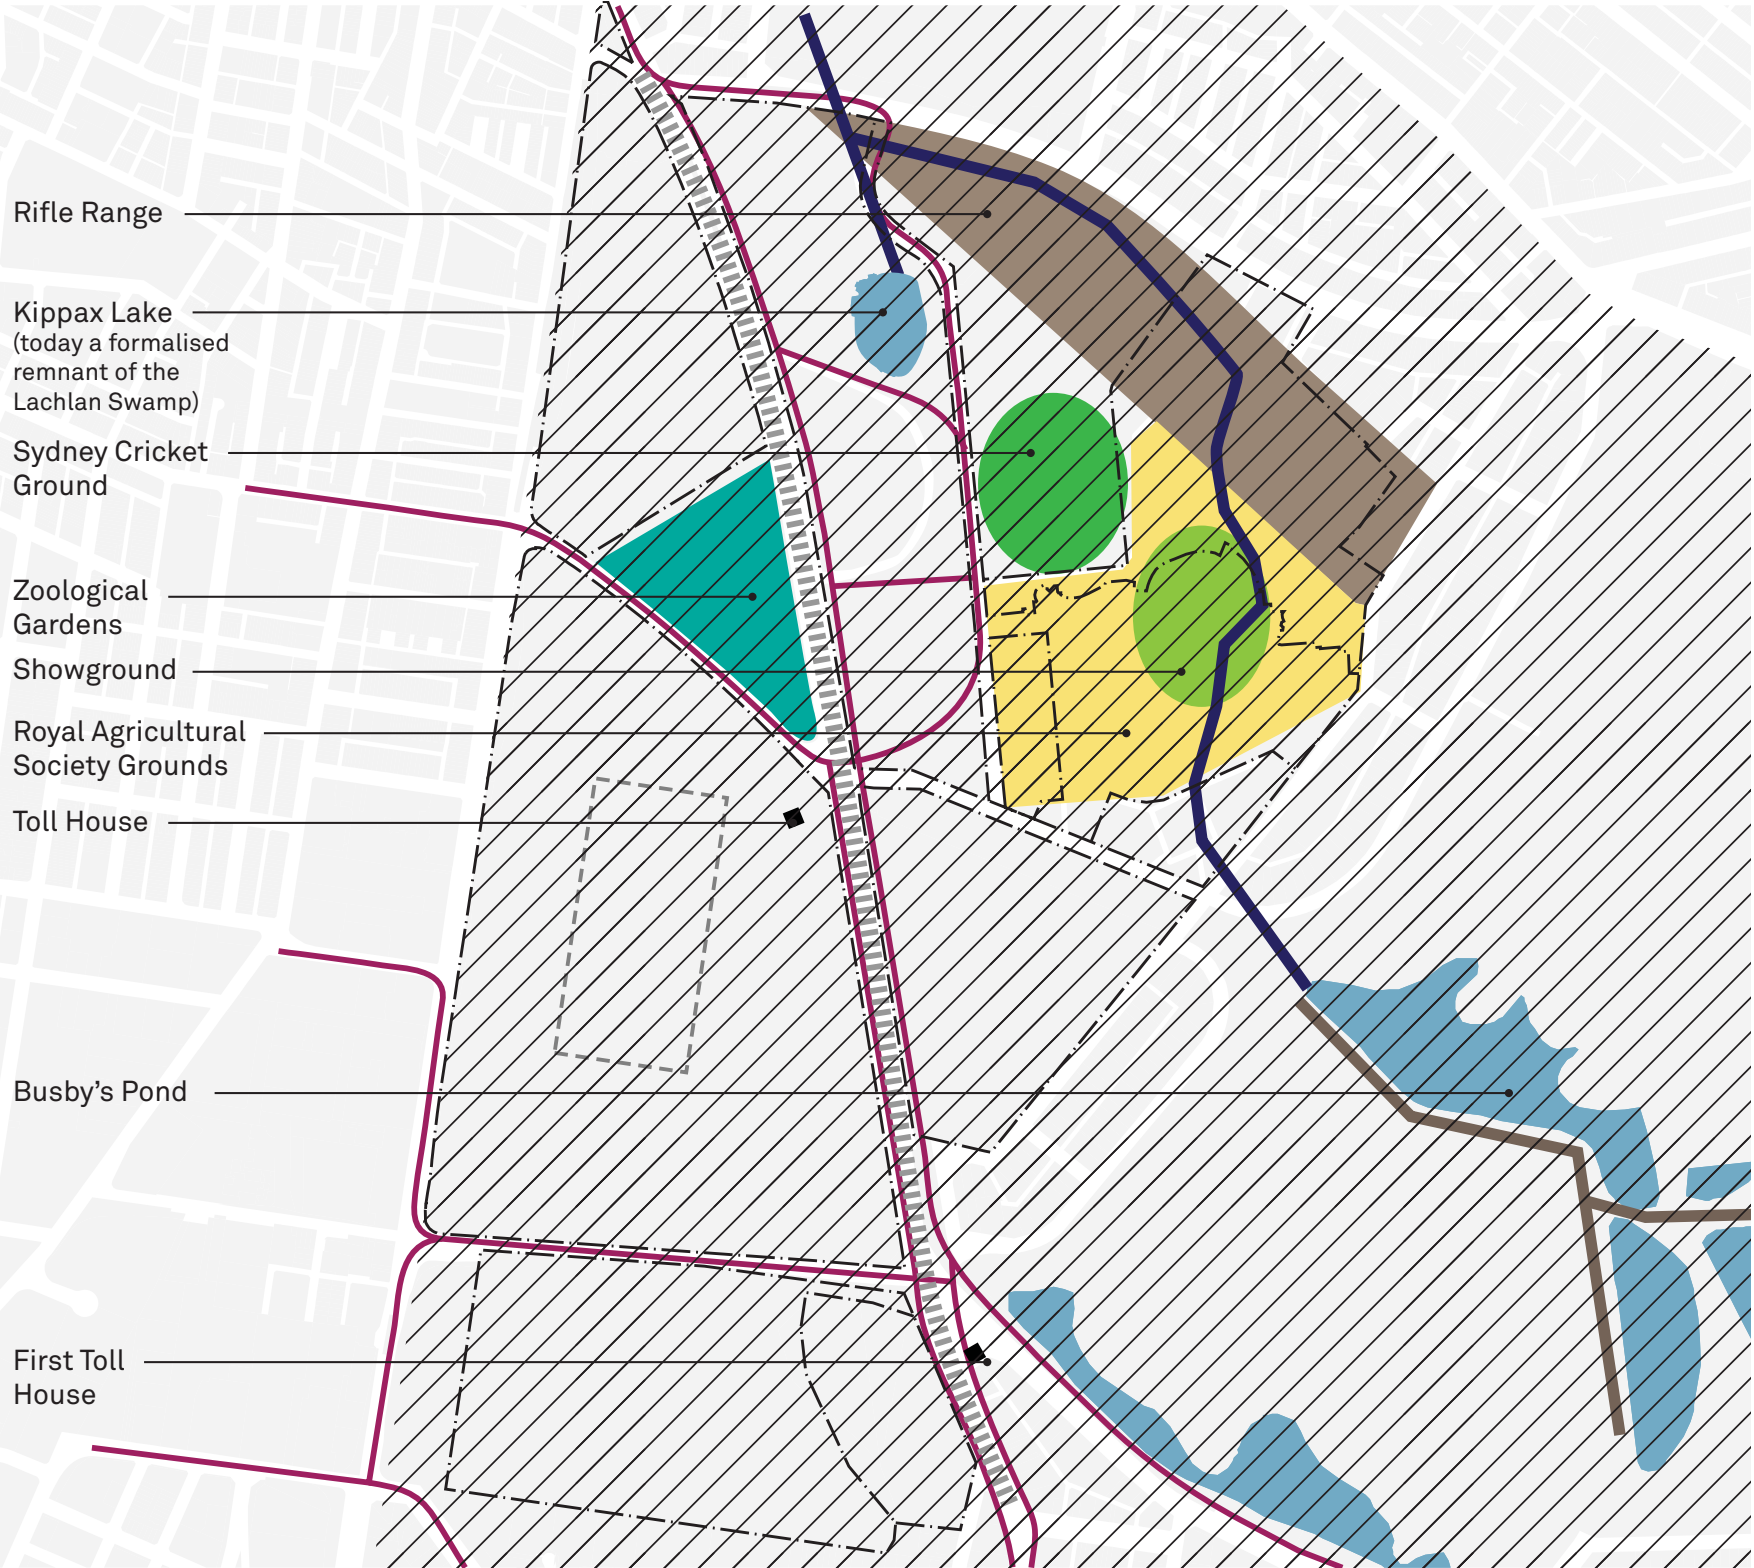 Rifle Range
Kippax Lake
(today a formalised
remnant of the
Lachlan Swamp)
Sydney Cricket
Ground
Zoological
Gardens
Showground
Royal Agricultural
Society Grounds
Toll House
Busby’s Pond
First Toll
House